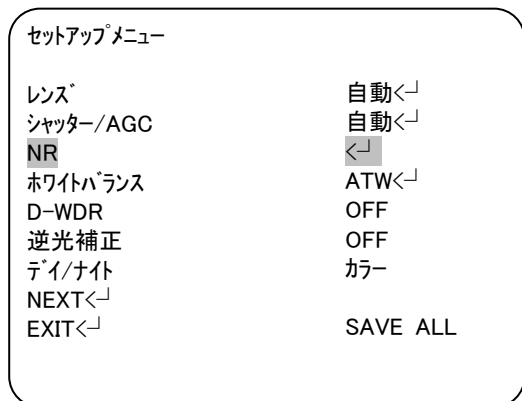 セットアップメニュー
レンズ 自動<┘
シャッター/AGC 自動<┘
NR <┘
ホワイトバランス ATW<┘
D-WDR OFF
逆光補正 OFF
デイ/ナイト カラー
NEXT<┘
EXIT<┘ SAVE ALL